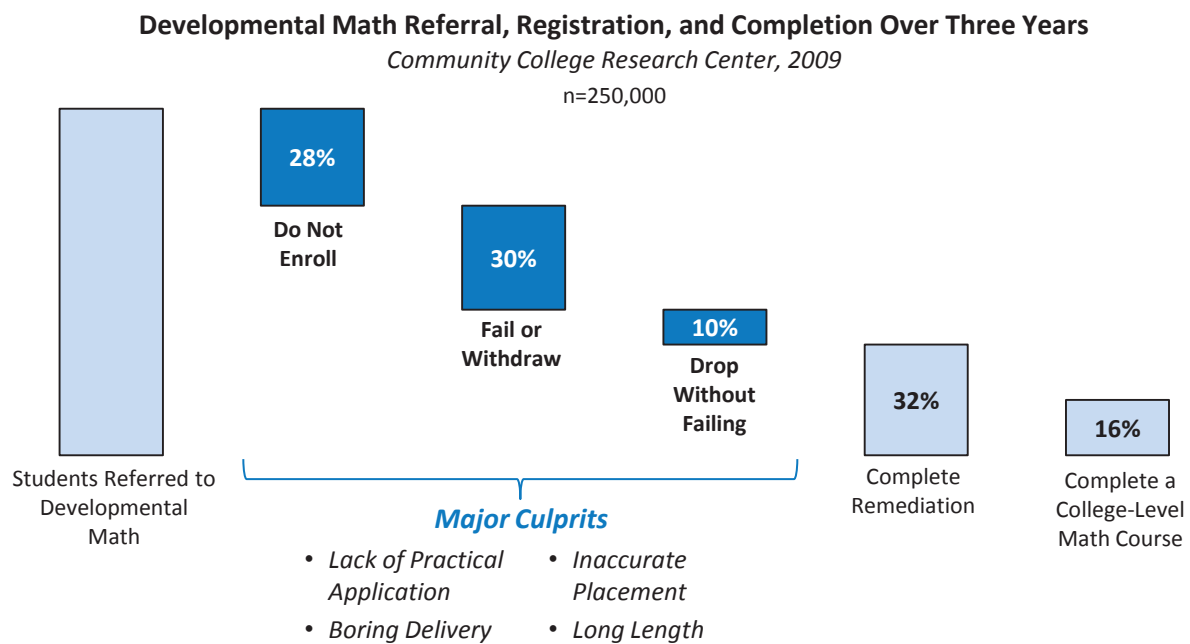 Developmental Math Referral, Registration, and Completion Over Three Years
Community College Research Center, 2009
n=250,000
28%
Do Not
Enroll
30%
Fail or
Withdraw
10%
Drop
Without
Failing
32%
16%
Students Referred to
Developmental
Math
Complete
Remediation
Complete a
College-Level
Math Course
Major Culprits
• Lack of Practical
Application
• Boring Delivery
• Inaccurate
Placement
• Long Length